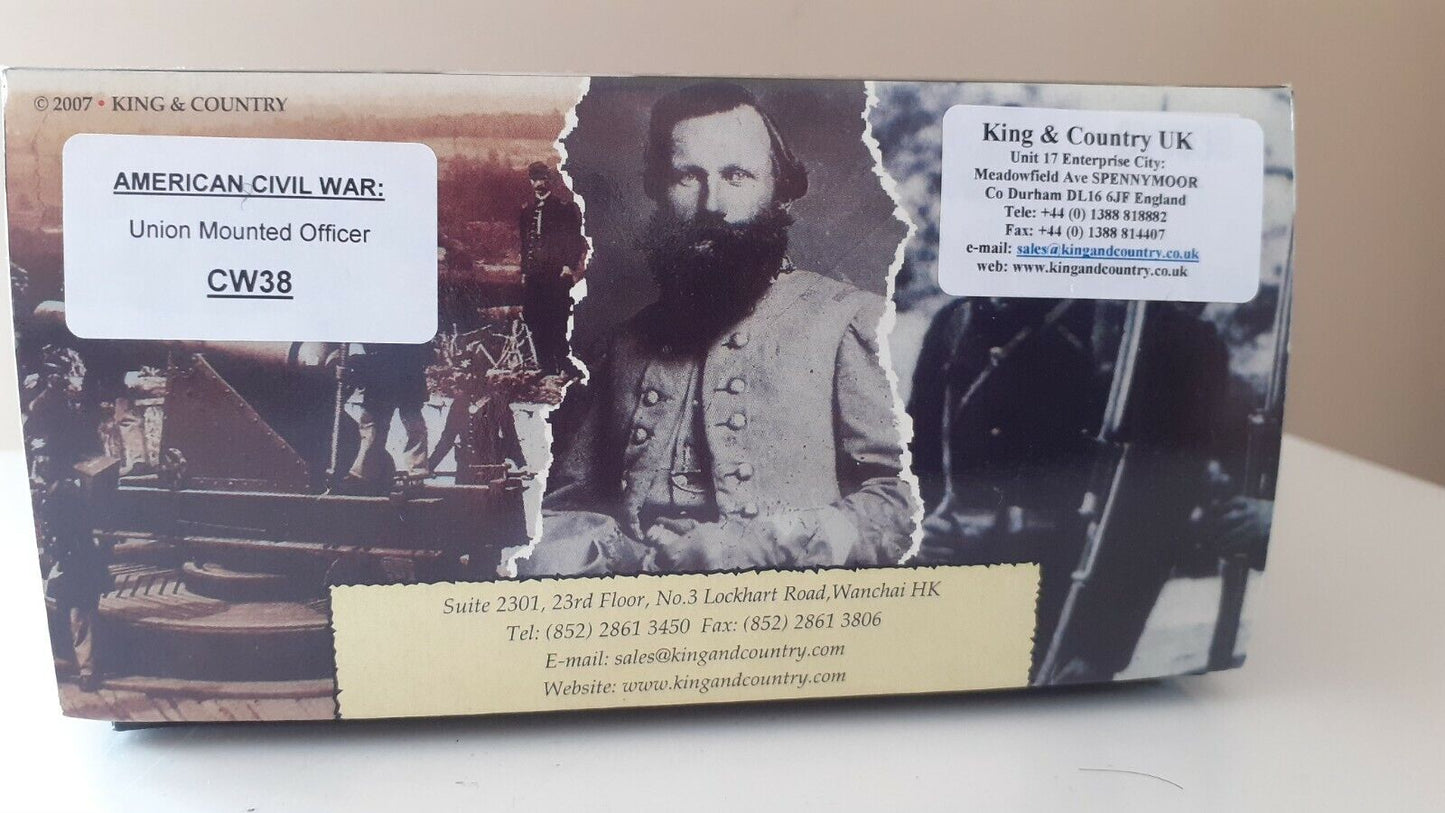 © 2007 • KING & COUNTRY
AMERICAN CIVIL WAR:
Union Mounted Officer
CW38
King & Country UK
Unit 17 Enterprise City:
Meadowfield Ave SPENNYMOOR
Co Durham DL16 6JF England
Tele: +44 (0) 1388 818882
Fax: +44 (0) 1388 814407
e-mail: sales@kingandcountry.co.uk
web: www.kingandcountry.co.uk
Suite 2301, 23rd Floor, No.3 Lockhart Road,Wanchai HK
Tel: (852) 2861 3450 Fax: (852) 2861 3806
E-mail: sales@kingandcountry.com
Website: www.kingandcountry.com